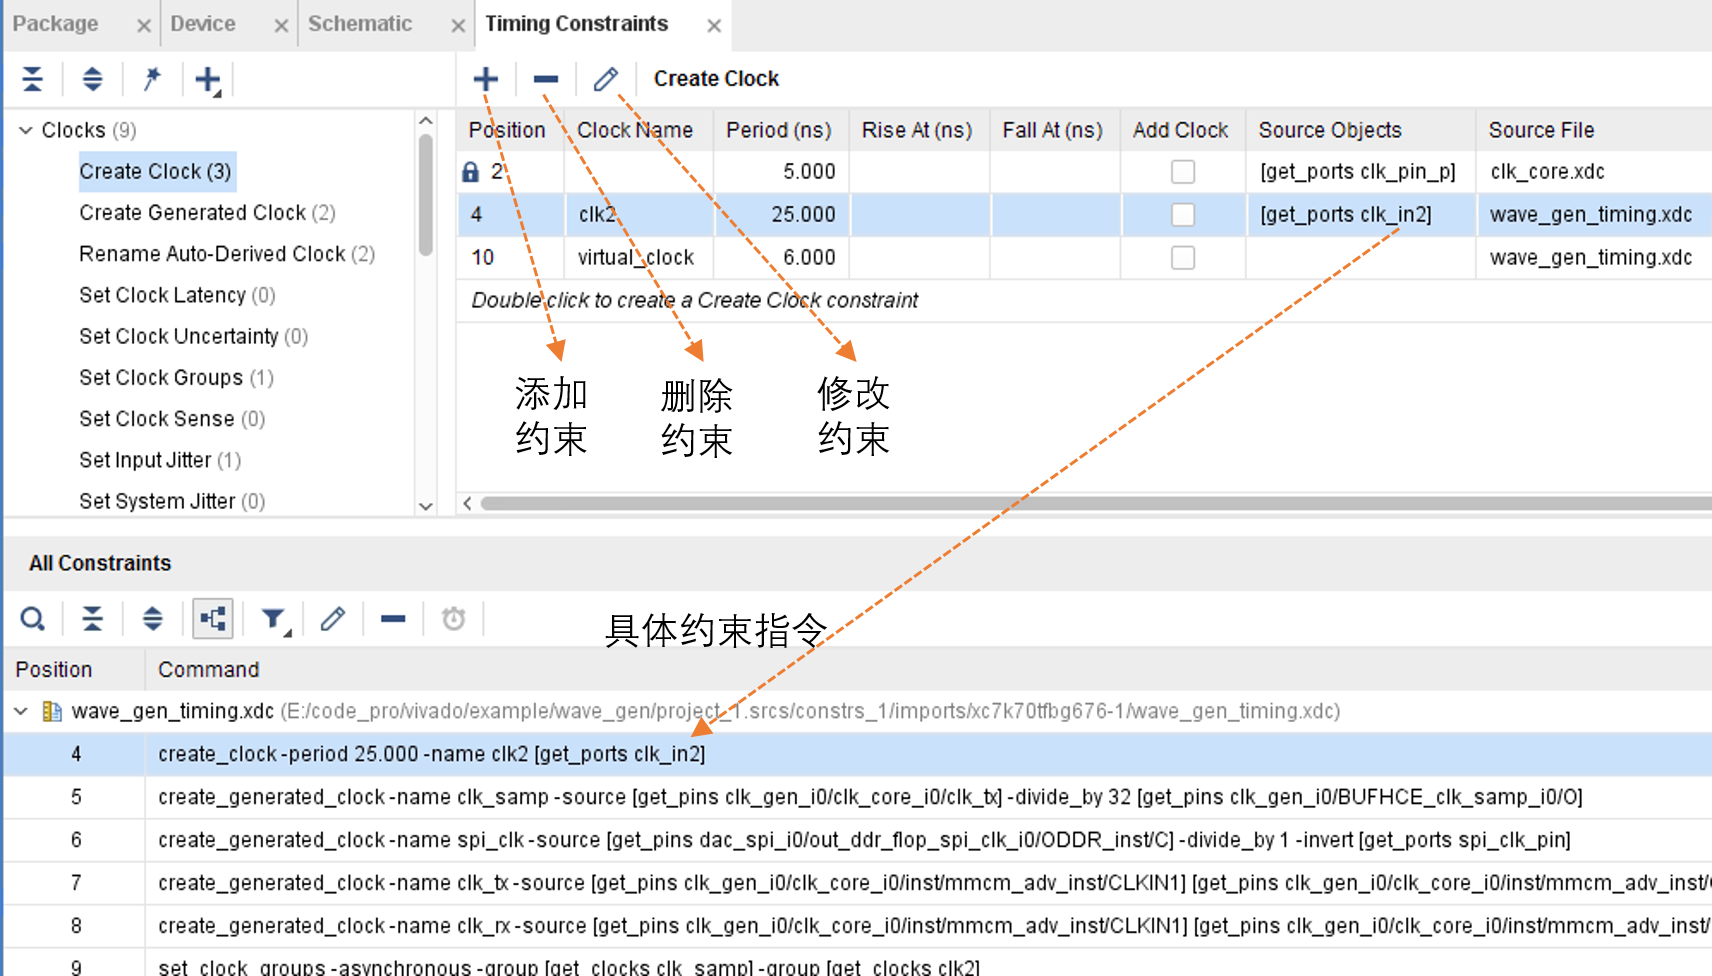 Package
Device
Schematic
Timing Constraints
Create Clock
Clocks (9)
Create Clock (3)
Create Generated Clock (2)
Rename Auto-Derived Clock (2)
Set Clock Latency (0)
Set Clock Uncertainty (0)
Set Clock Groups (1)
Set Clock Sense (0)
Set Input Jitter (1)
Set System Jitter (0)
Position Clock Name Period (ns) Rise At (ns) Fall At (ns) Add Clock Source Objects Source File
2 5.000 [get_ports clk_pin_p] clk_core.xdc
4 clk2 25.000 [get_ports clk_in2] wave_gen_timing.xdc
10 virtual_clock 6.000 wave_gen_timing.xdc
Double click to create a Create Clock constraint
添加
约束
删除
约束
修改
约束
All Constraints
具体约束指令
Position Command
wave_gen_timing.xdc (E:/code_pro/vivado/example/wave_gen/project_1.srcs/constrs_1/imports/xc7k70tfbg676-1/wave_gen_timing.xdc)
4 create_clock -period 25.000 -name clk2 [get_ports clk_in2]
5 create_generated_clock -name clk_samp -source [get_pins clk_gen_i0/clk_core_i0/clk_tx] -divide_by 32 [get_pins clk_gen_i0/BUFHCE_clk_samp_i0/O]
6 create_generated_clock -name spi_clk -source [get_pins dac_spi_i0/out_ddr_flop_spi_clk_i0/ODDR_inst/C] -divide_by 1 -invert [get_ports spi_clk_pin]
7 create_generated_clock -name clk_tx -source [get_pins clk_gen_i0/clk_core_i0/inst/mmcm_adv_inst/CLKIN1] [get_pins clk_gen_i0/clk_core_i0/inst/mmcm_adv_inst/
8 create_generated_clock -name clk_rx -source [get_pins clk_gen_i0/clk_core_i0/inst/mmcm_adv_inst/CLKIN1] [get_pins clk_gen_i0/clk_core_i0/inst/mmcm_adv_inst/
9 set_clock_groups -asynchronous -group [get_clocks clk_samp] -group [get_clocks clk2]